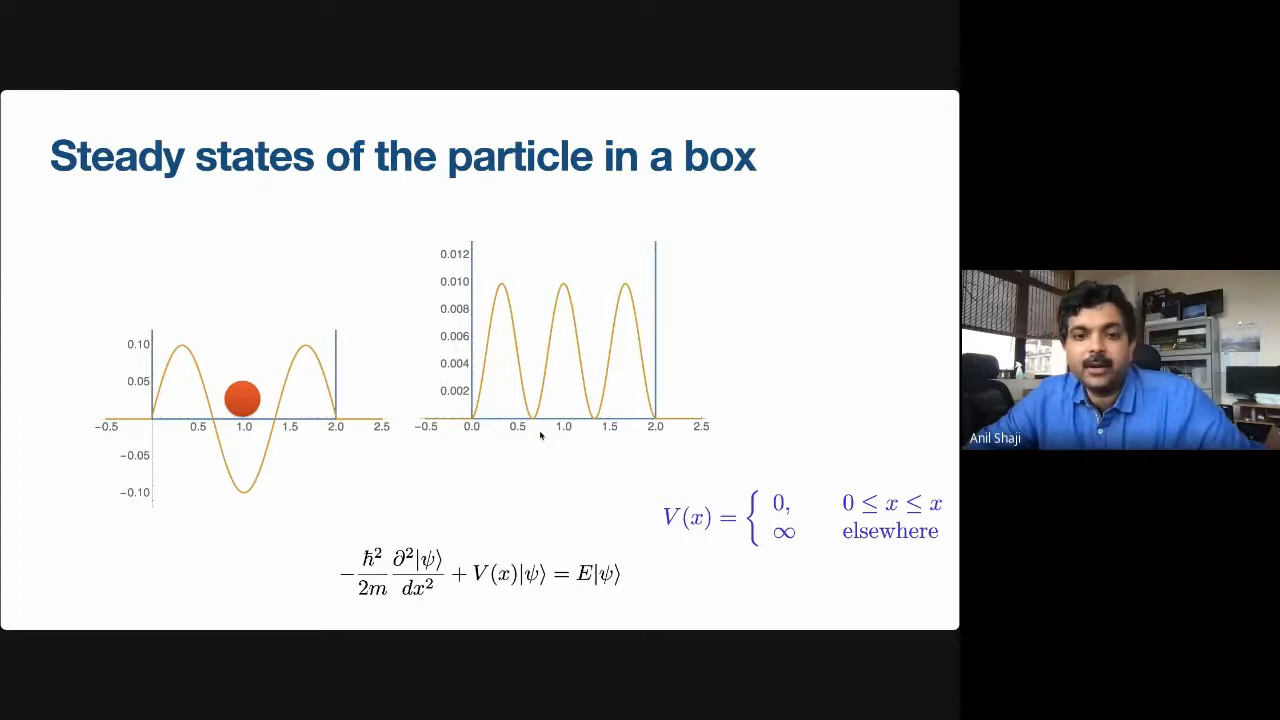 Steady states of the particle in a box
0.012
0.010
0.008
0.006
0.004
0.002
−0.5 0.0 0.5 1.0 1.5 2.0 2.5
0.10
0.05
−0.5 0.5 1.0 1.5 2.0 2.5
−0.05
−0.10
V(x) = { 0, 0 ≤ x ≤ x
∞ elsewhere
−ħ²/2m ∂²|ψ⟩/dx² + V(x)|ψ⟩ = E|ψ⟩
Anil Shaji